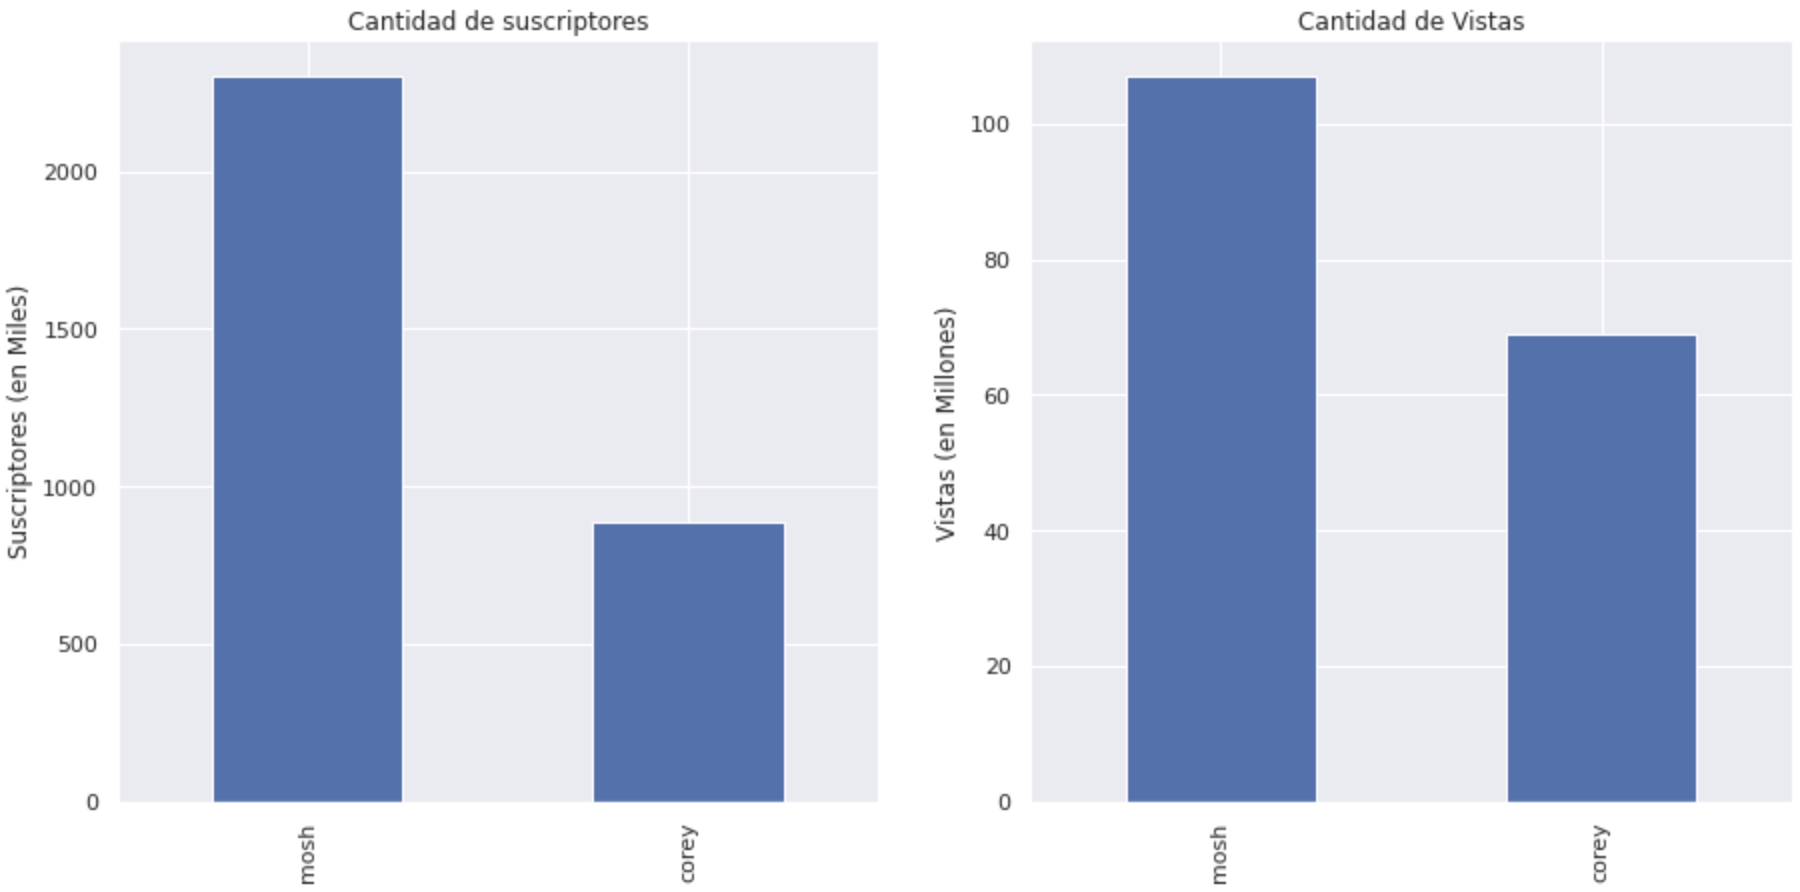 Cantidad de suscriptores
Suscriptores (en Miles)
2000
1500
1000
500
0
mosh
corey
Cantidad de Vistas
Vistas (en Millones)
100
80
60
40
20
0
mosh
corey